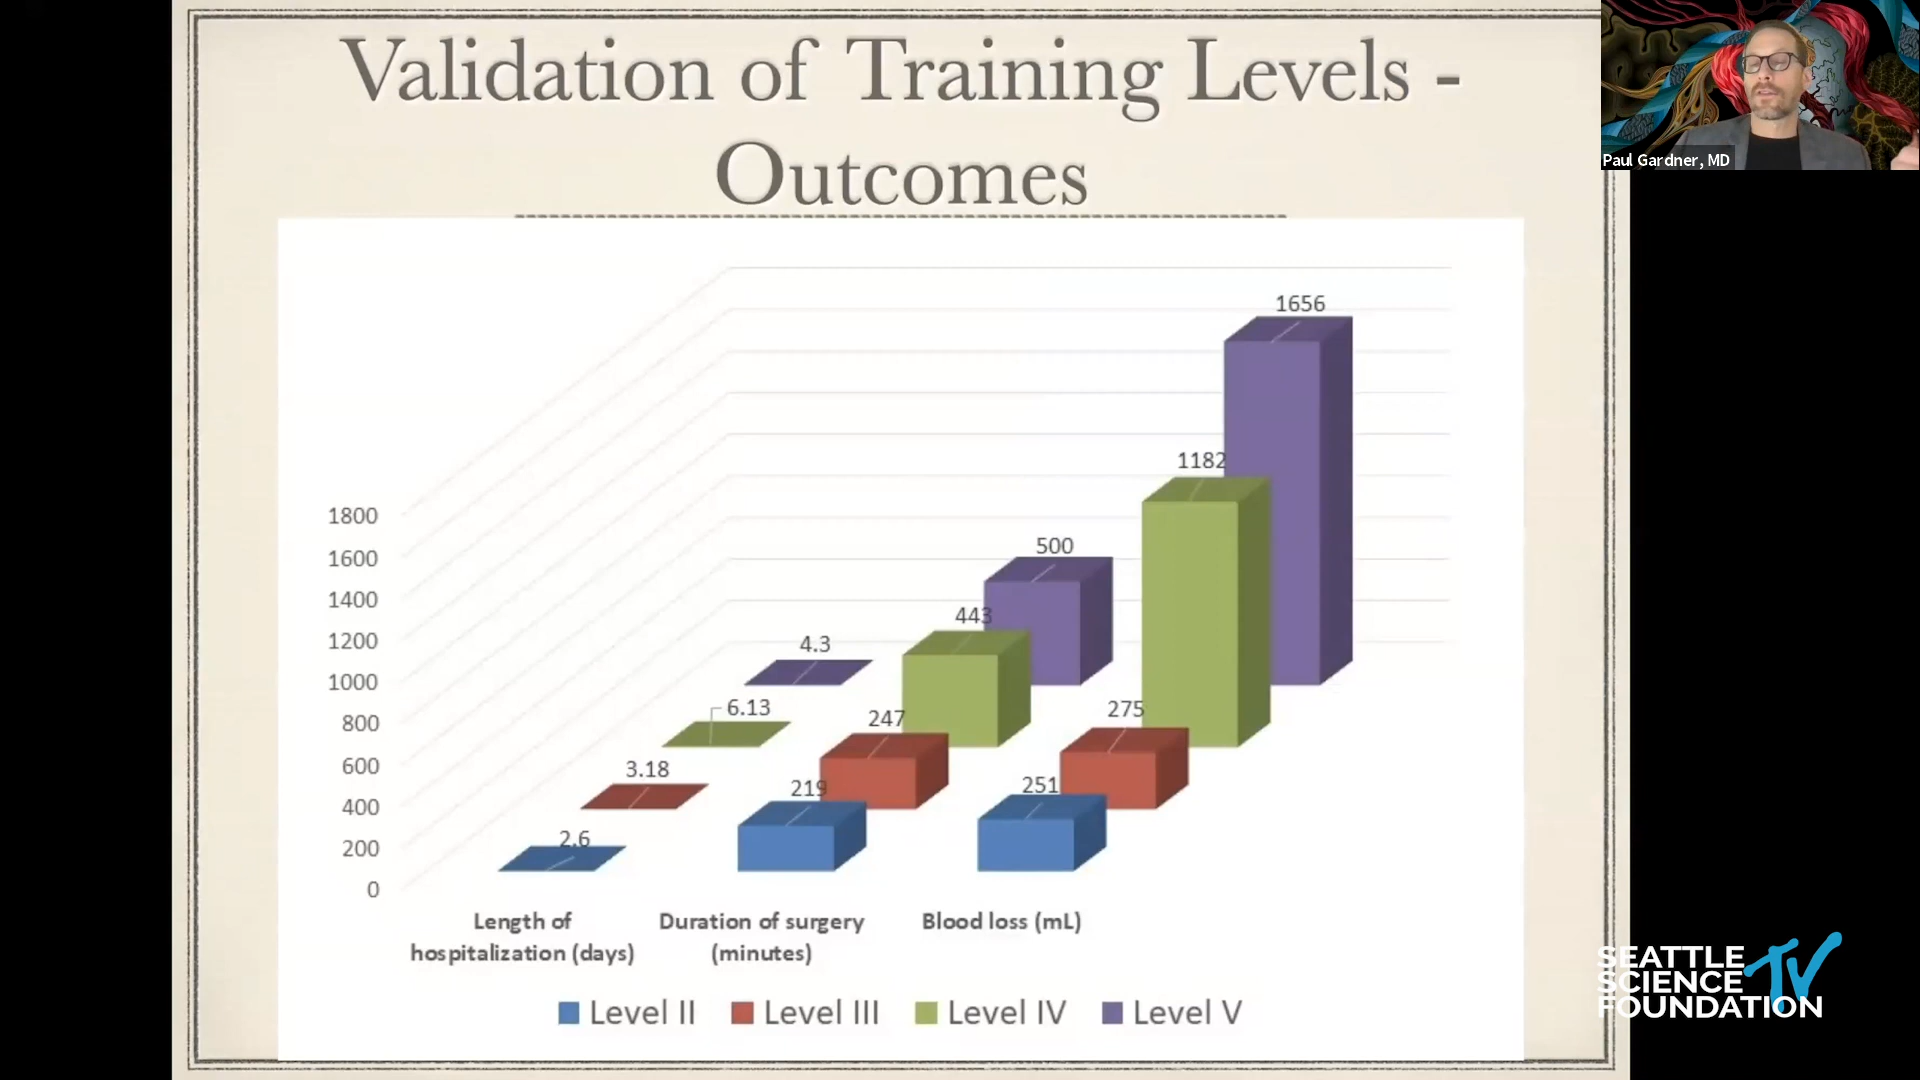 Validation of Training Levels -
Outcomes
Paul Gardner, MD
1656
1182
500
443
4.3
6.13
247
275
3.18
219
251
2.6
1800
1600
1400
1200
1000
800
600
400
200
0
Length of
hospitalization (days)
Duration of surgery
(minutes)
Blood loss (mL)
Level II
Level III
Level IV
Level V
SEATTLE
SCIENCE
FOUNDATION
TV